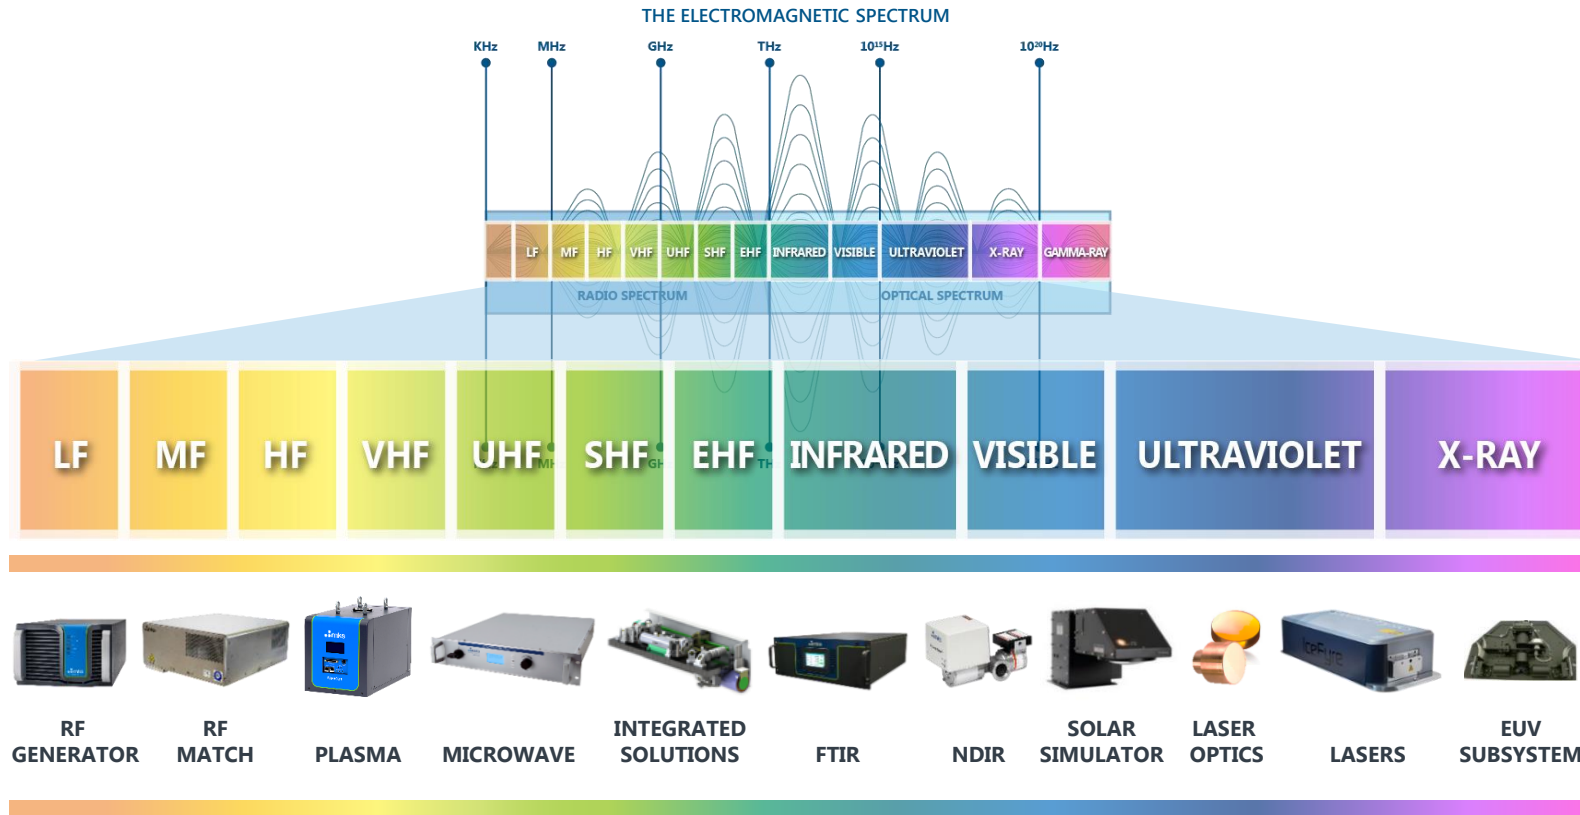 THE ELECTROMAGNETIC SPECTRUM
KHz MHz GHz THz 10¹⁵Hz 10²⁰Hz
LF MF HF VHF UHF SHF EHF INFRARED VISIBLE ULTRAVIOLET X-RAY GAMMA-RAY
RADIO SPECTRUM OPTICAL SPECTRUM
LF MF HF VHF UHF SHF EHF INFRARED VISIBLE ULTRAVIOLET X-RAY
mks
IceFyre
RF GENERATOR
RF MATCH
PLASMA
MICROWAVE
INTEGRATED SOLUTIONS
FTIR
NDIR
SOLAR SIMULATOR
LASER OPTICS
LASERS
EUV SUBSYSTEM